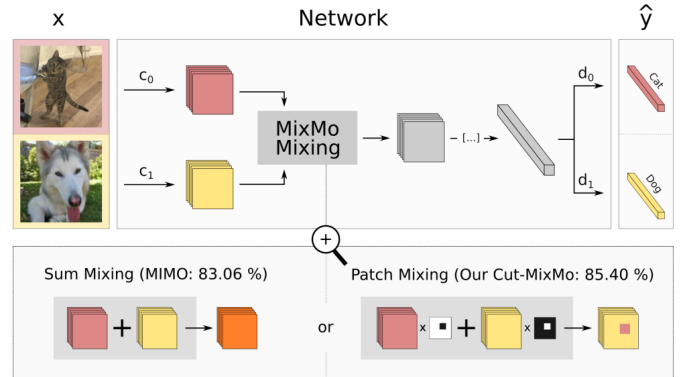 x
Network
ŷ
c₀
MixMo
Mixing
[...]
d₀
Cat
c₁
d₁
Dog
Sum Mixing (MIMO: 83.06 %)
Patch Mixing (Our Cut-MixMo: 85.40 %)
+
or
x
+
x